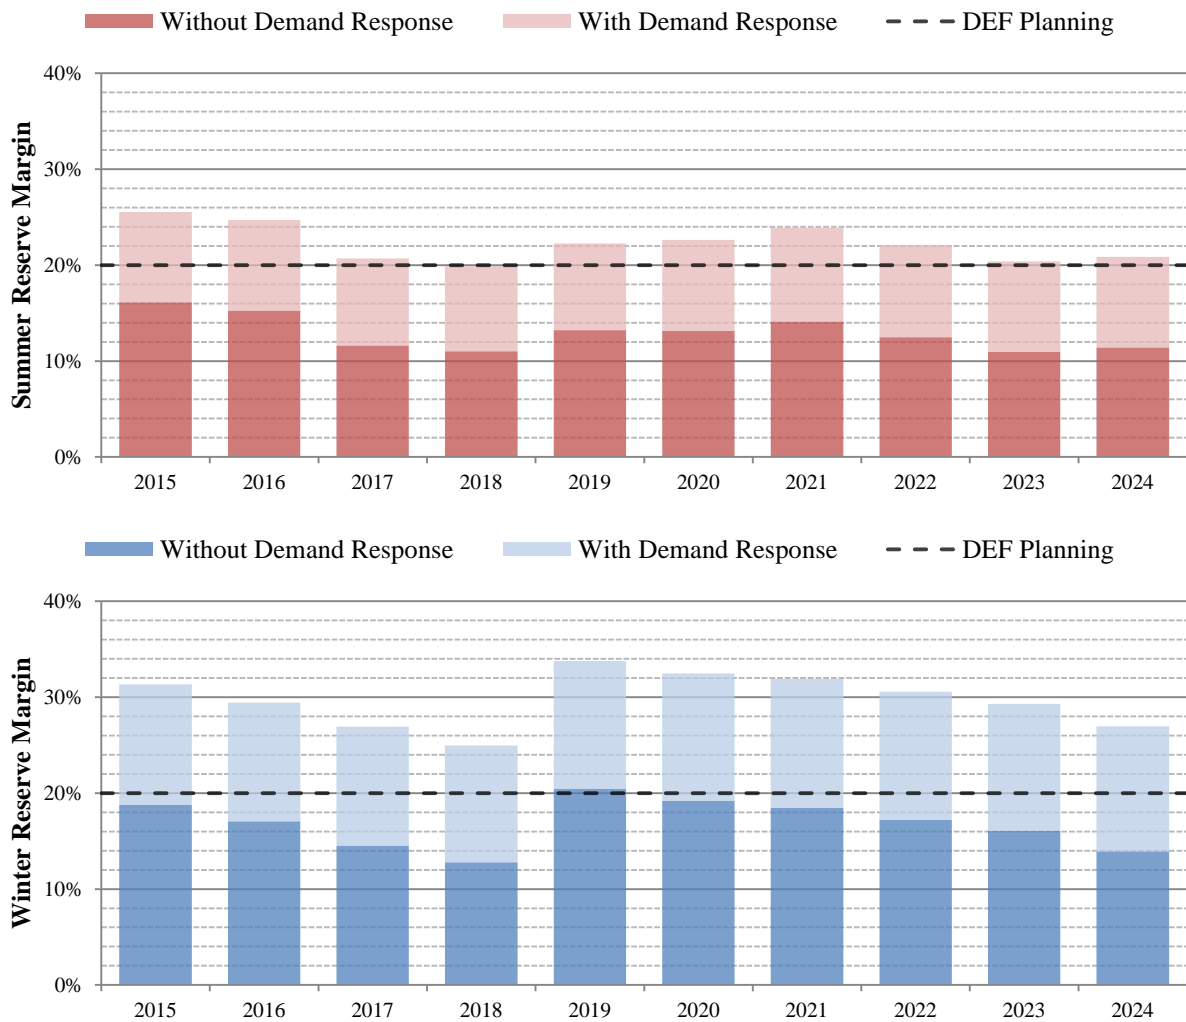 Without Demand Response With Demand Response DEF Planning
Summer Reserve Margin
40%
30%
20%
10%
0%
2015 2016 2017 2018 2019 2020 2021 2022 2023 2024
Without Demand Response With Demand Response DEF Planning
Winter Reserve Margin
40%
30%
20%
10%
0%
2015 2016 2017 2018 2019 2020 2021 2022 2023 2024